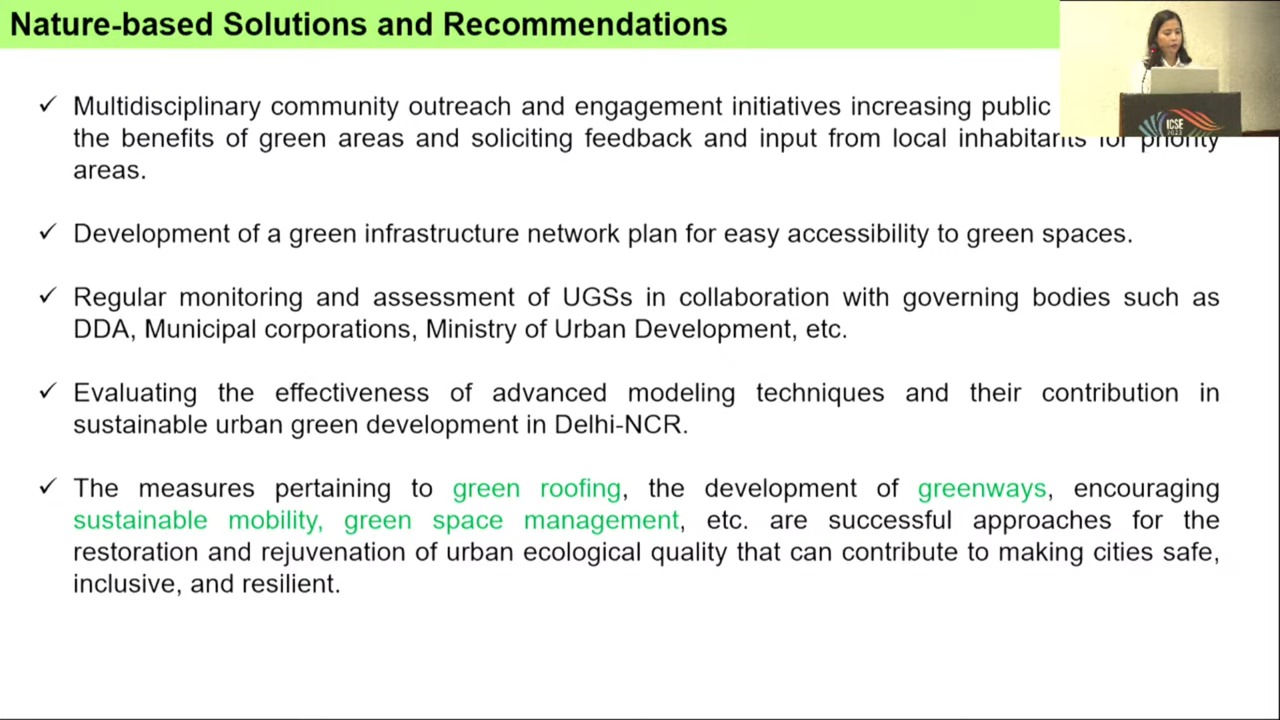 Nature-based Solutions and Recommendations
✓ Multidisciplinary community outreach and engagement initiatives increasing public
the benefits of green areas and soliciting feedback and input from local inhabitants for priority
areas.
✓ Development of a green infrastructure network plan for easy accessibility to green spaces.
✓ Regular monitoring and assessment of UGSs in collaboration with governing bodies such as
DDA, Municipal corporations, Ministry of Urban Development, etc.
✓ Evaluating the effectiveness of advanced modeling techniques and their contribution in
sustainable urban green development in Delhi-NCR.
✓ The measures pertaining to green roofing, the development of greenways, encouraging
sustainable mobility, green space management, etc. are successful approaches for the
restoration and rejuvenation of urban ecological quality that can contribute to making cities safe,
inclusive, and resilient.
ICSE